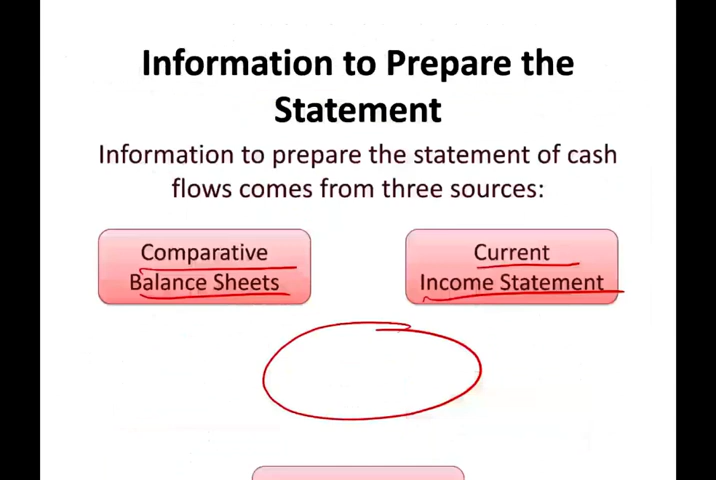 Information to Prepare the
Statement
Information to prepare the statement of cash
flows comes from three sources:
Comparative
Balance Sheets
Current
Income Statement